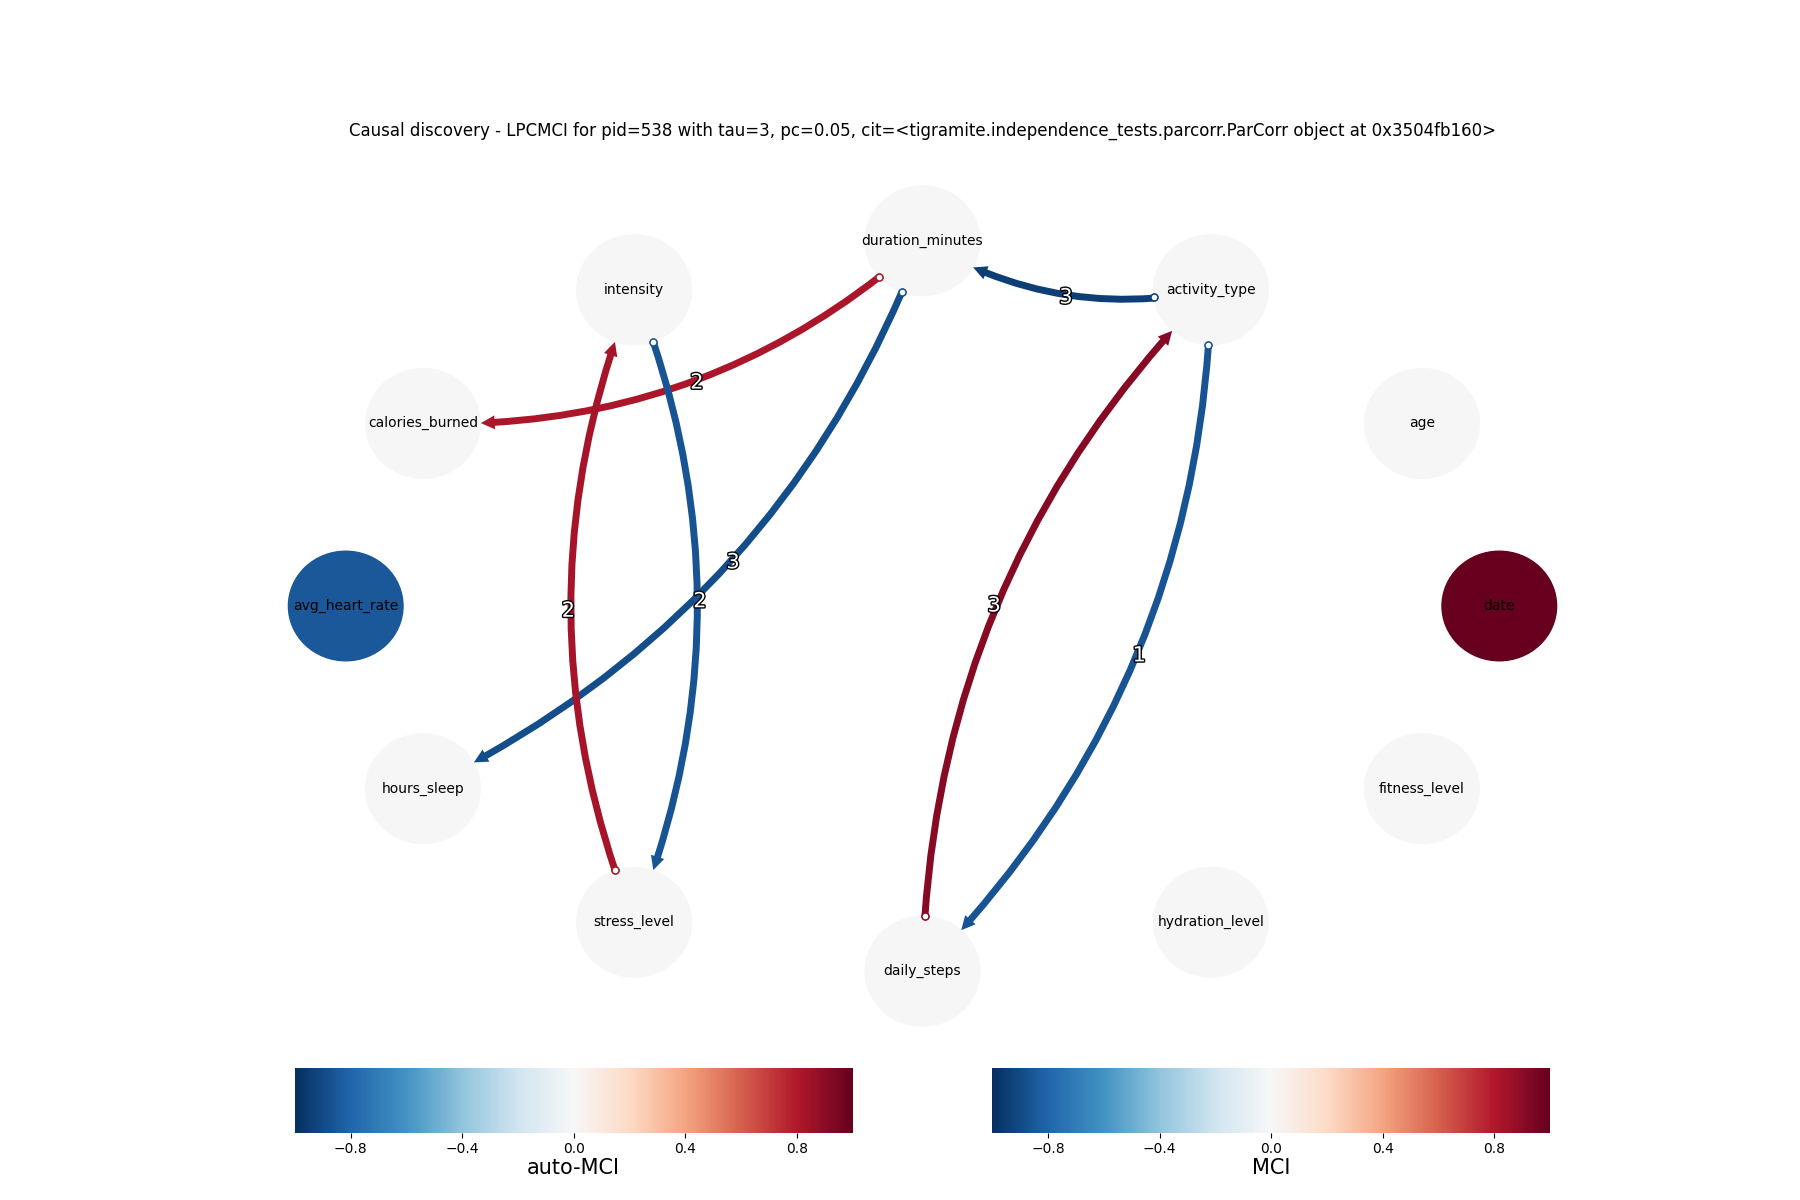 Causal discovery - LPCMCI for pid=538 with tau=3, pc=0.05, cit=<tigramite.independence_tests.parcorr.ParCorr object at 0x3504fb160>
duration_minutes
intensity
activity_type
3
2
calories_burned
age
3
2
2
3
avg_heart_rate
date
1
hours_sleep
fitness_level
stress_level
hydration_level
daily_steps
−0.8 −0.4 0.0 0.4 0.8
auto-MCI
−0.8 −0.4 0.0 0.4 0.8
MCI